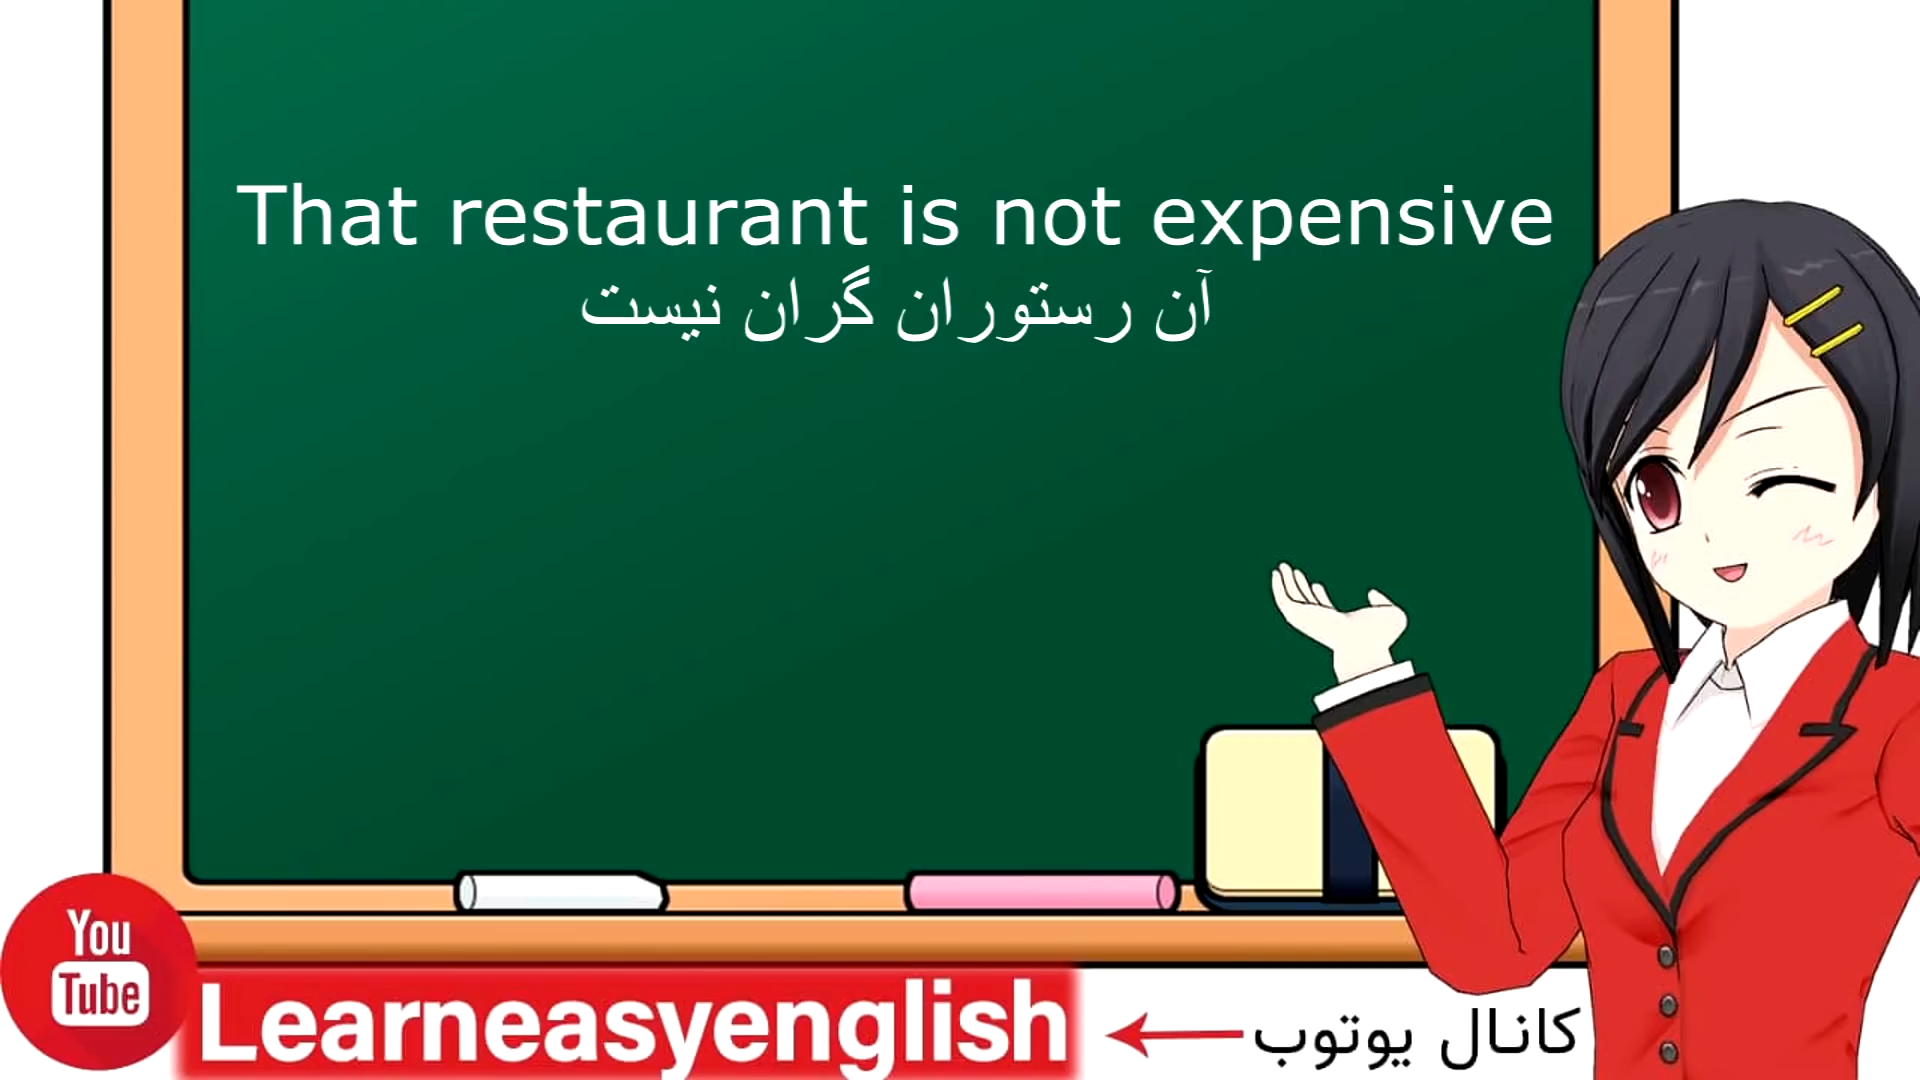 That restaurant is not expensive
آن رستوران گران نیست
You
Tube
Learneasyenglish
کانال یوتوب